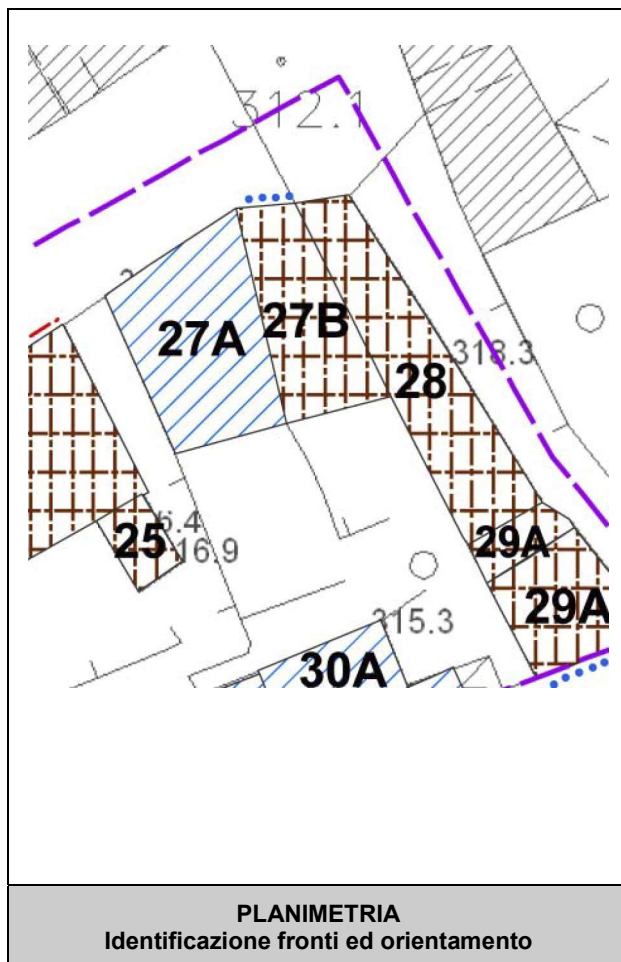 312.1
27A
27B
313.3
28
25
16.9
29A
29A
315.3
30A
PLANIMETRIA
Identificazione fronti ed orientamento